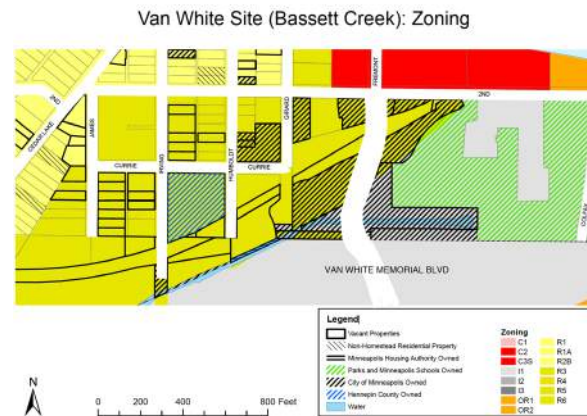 Van White Site (Bassett Creek): Zoning
2ND
CEDAR LAKE
JAMES
IRVING
HUMBOLDT
GIRARD
FREMONT
2ND
CURRIE
CURRIE
COLFAX
VAN WHITE MEMORIAL BLVD
Legend
Vacant Properties
Non-Homestead Residential Property
Minneapolis Housing Authority Owned
Parks and Minneapolis Schools Owned
City of Minneapolis Owned
Hennepin County Owned
Water
Zoning
C1
C2
C3S
I1
I2
I3
OR1
OR2
R1
R1A
R2B
R3
R4
R5
R6
N
0 200 400 800 Feet